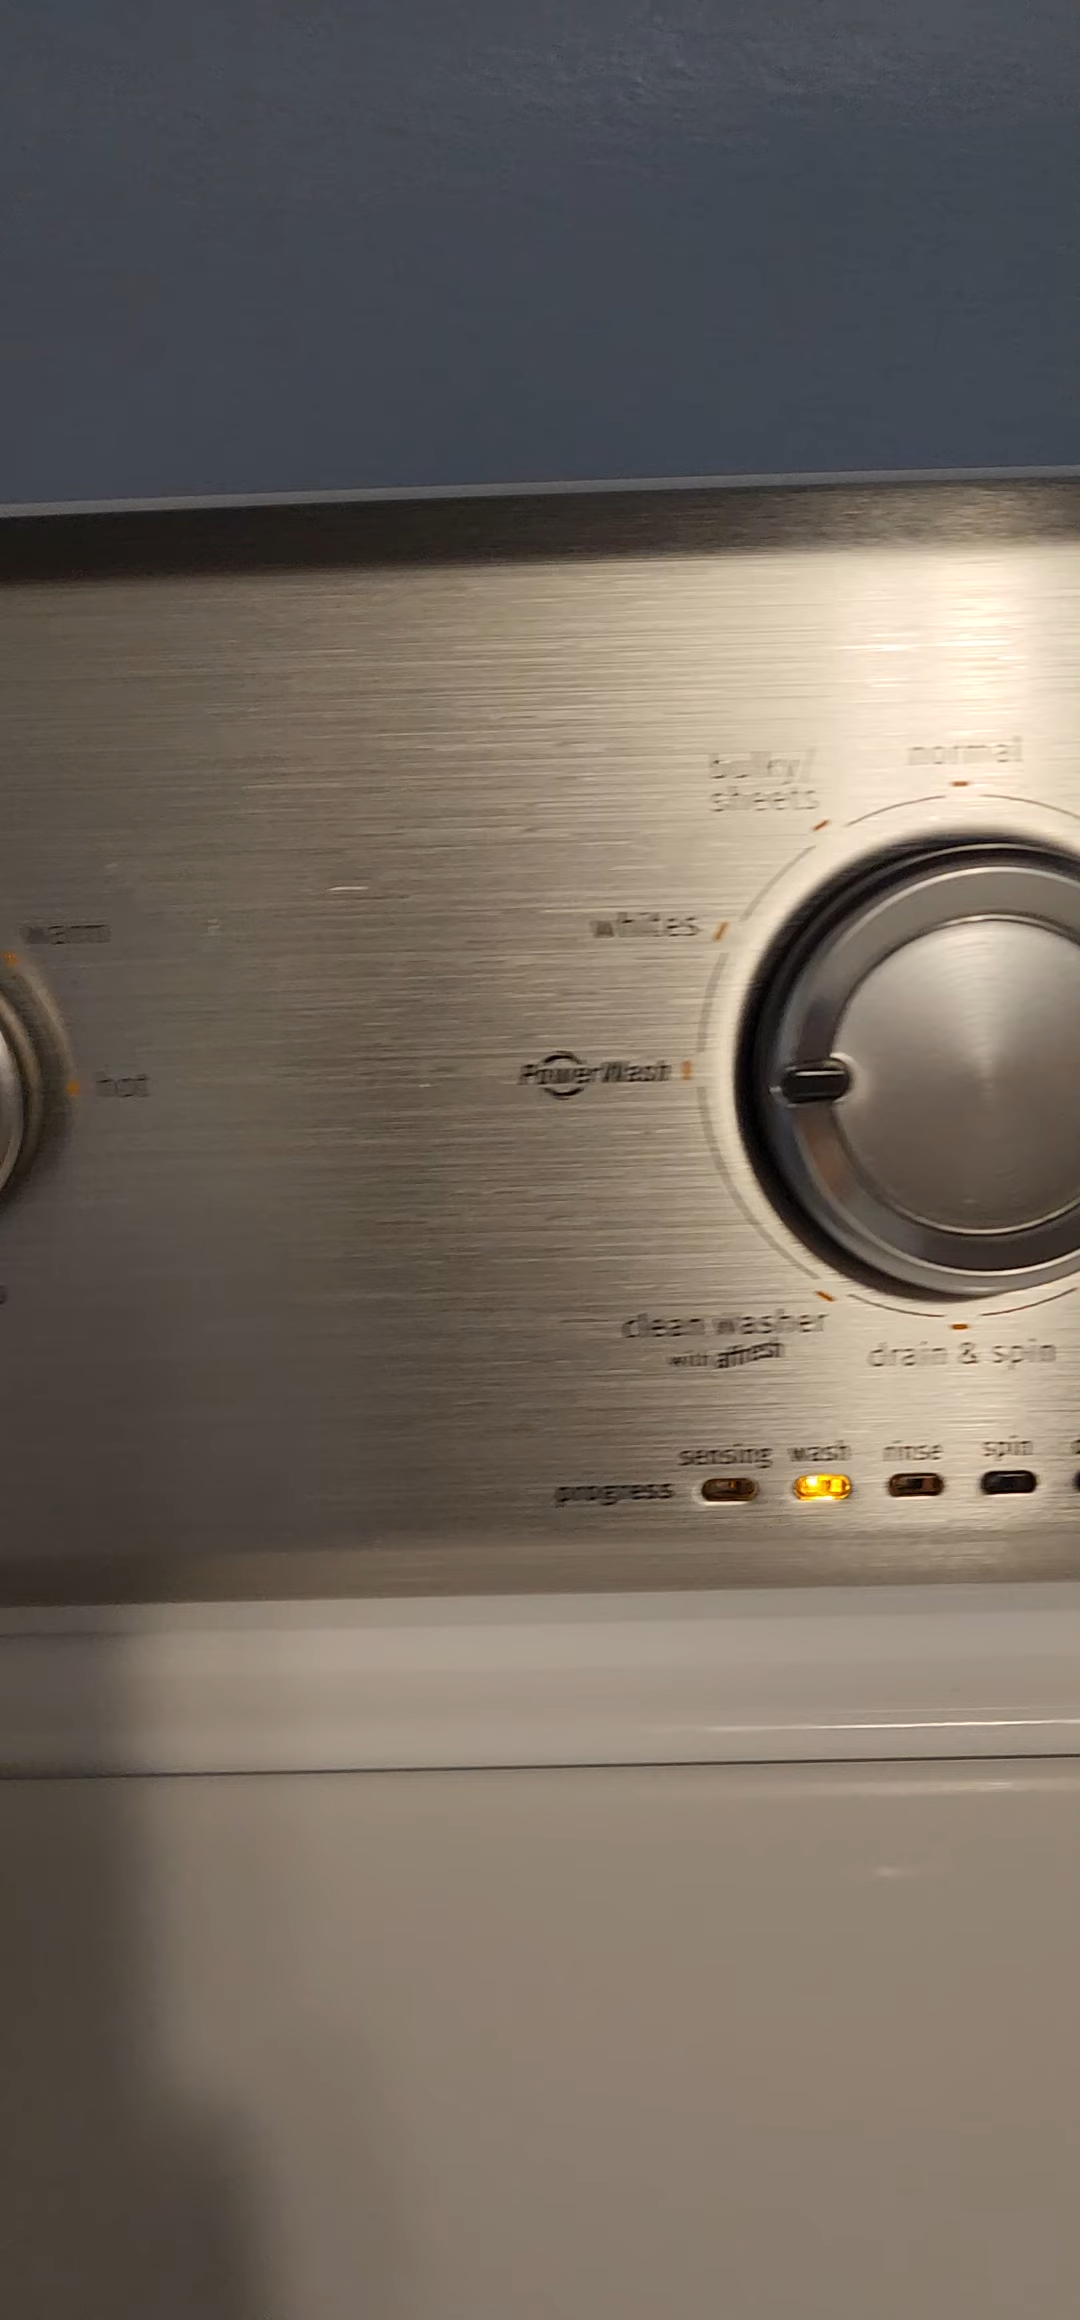 bulky/
sheets
normal
warm
whites
PowerWash
hot
clean washer
with affresh
drain & spin
sensing wash rinse spin
progress